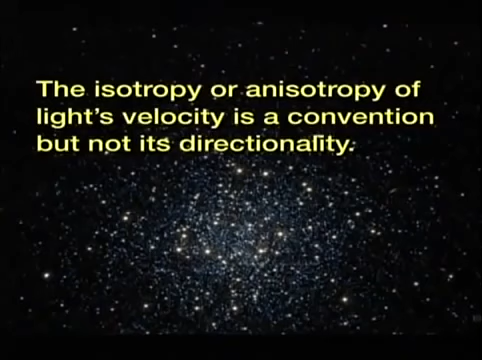 The isotropy or anisotropy of
light's velocity is a convention
but not its directionality.